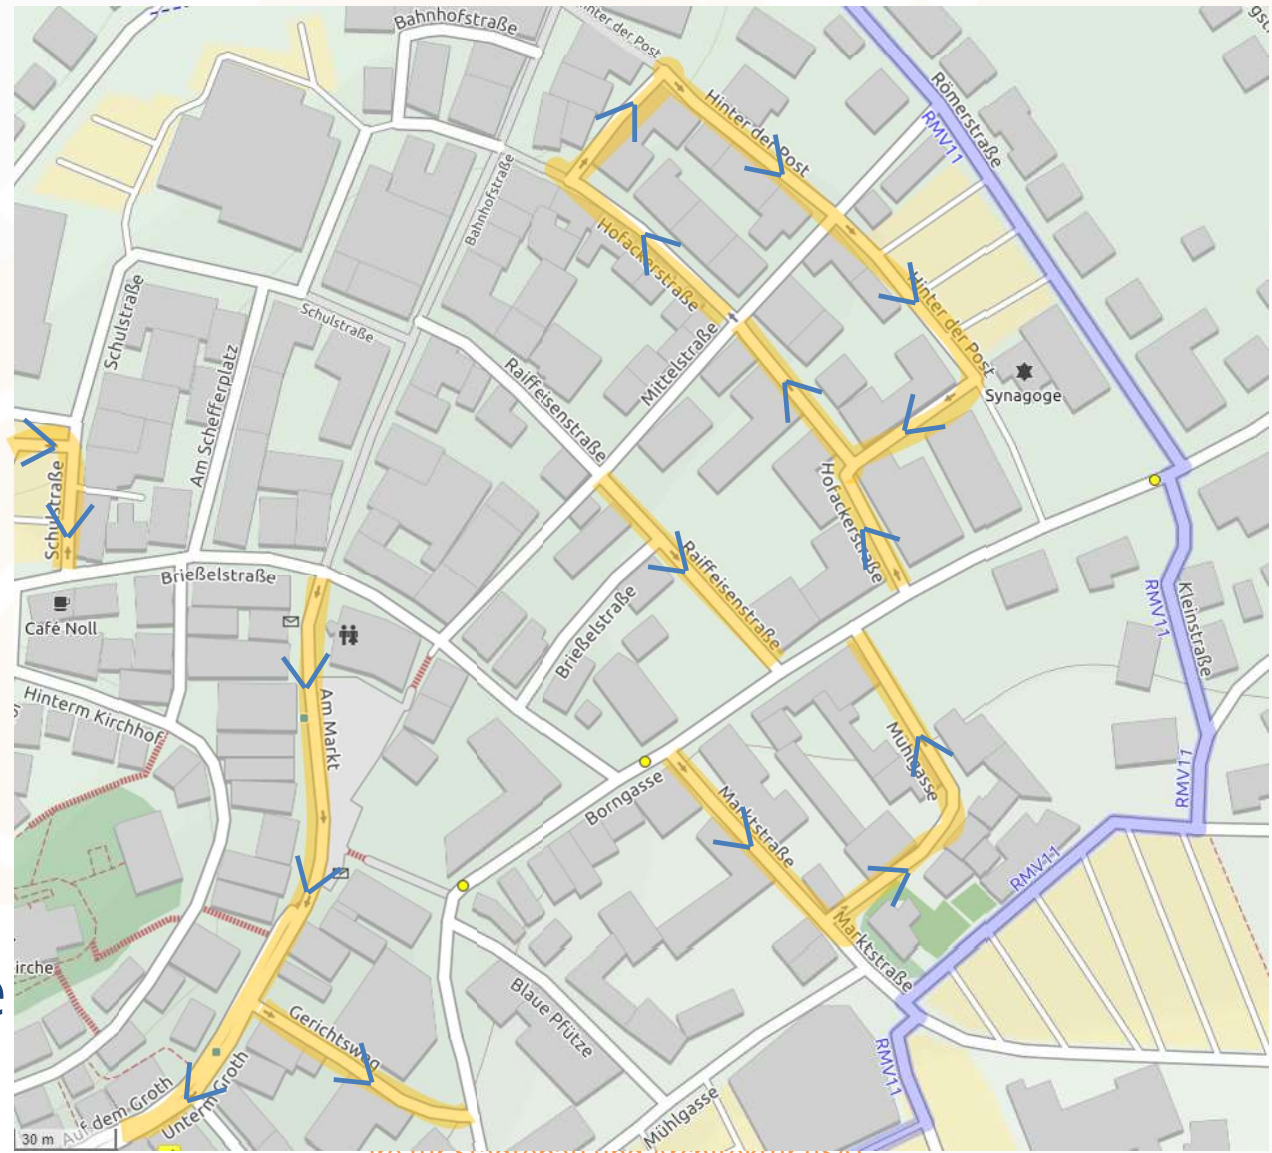 Bahnhofstraße
Hinter der Post
Römerstraße
RMV11
Hinter der Post
Bahnhofstraße
Hofackerstraße
Schulstraße
Schulstraße
Am Schefferplatz
Raiffeisenstraße
Mittelstraße
Hinter der Post
Synagoge
Schulstraße
Hofackerstraße
Brießelstraße
Café Noll
Raiffeisenstraße
Brießelstraße
RMV11
Kleinstraße
Hinterm Kirchhof
Am Markt
Mühlgasse
RMV11
Borngasse
Marktstraße
RMV11
Marktstraße
irche
e
Blaue Pfütze
Gerichtsweg
RMV11
Auf dem Groth
Unterm Groth
Mühlgasse
30 m